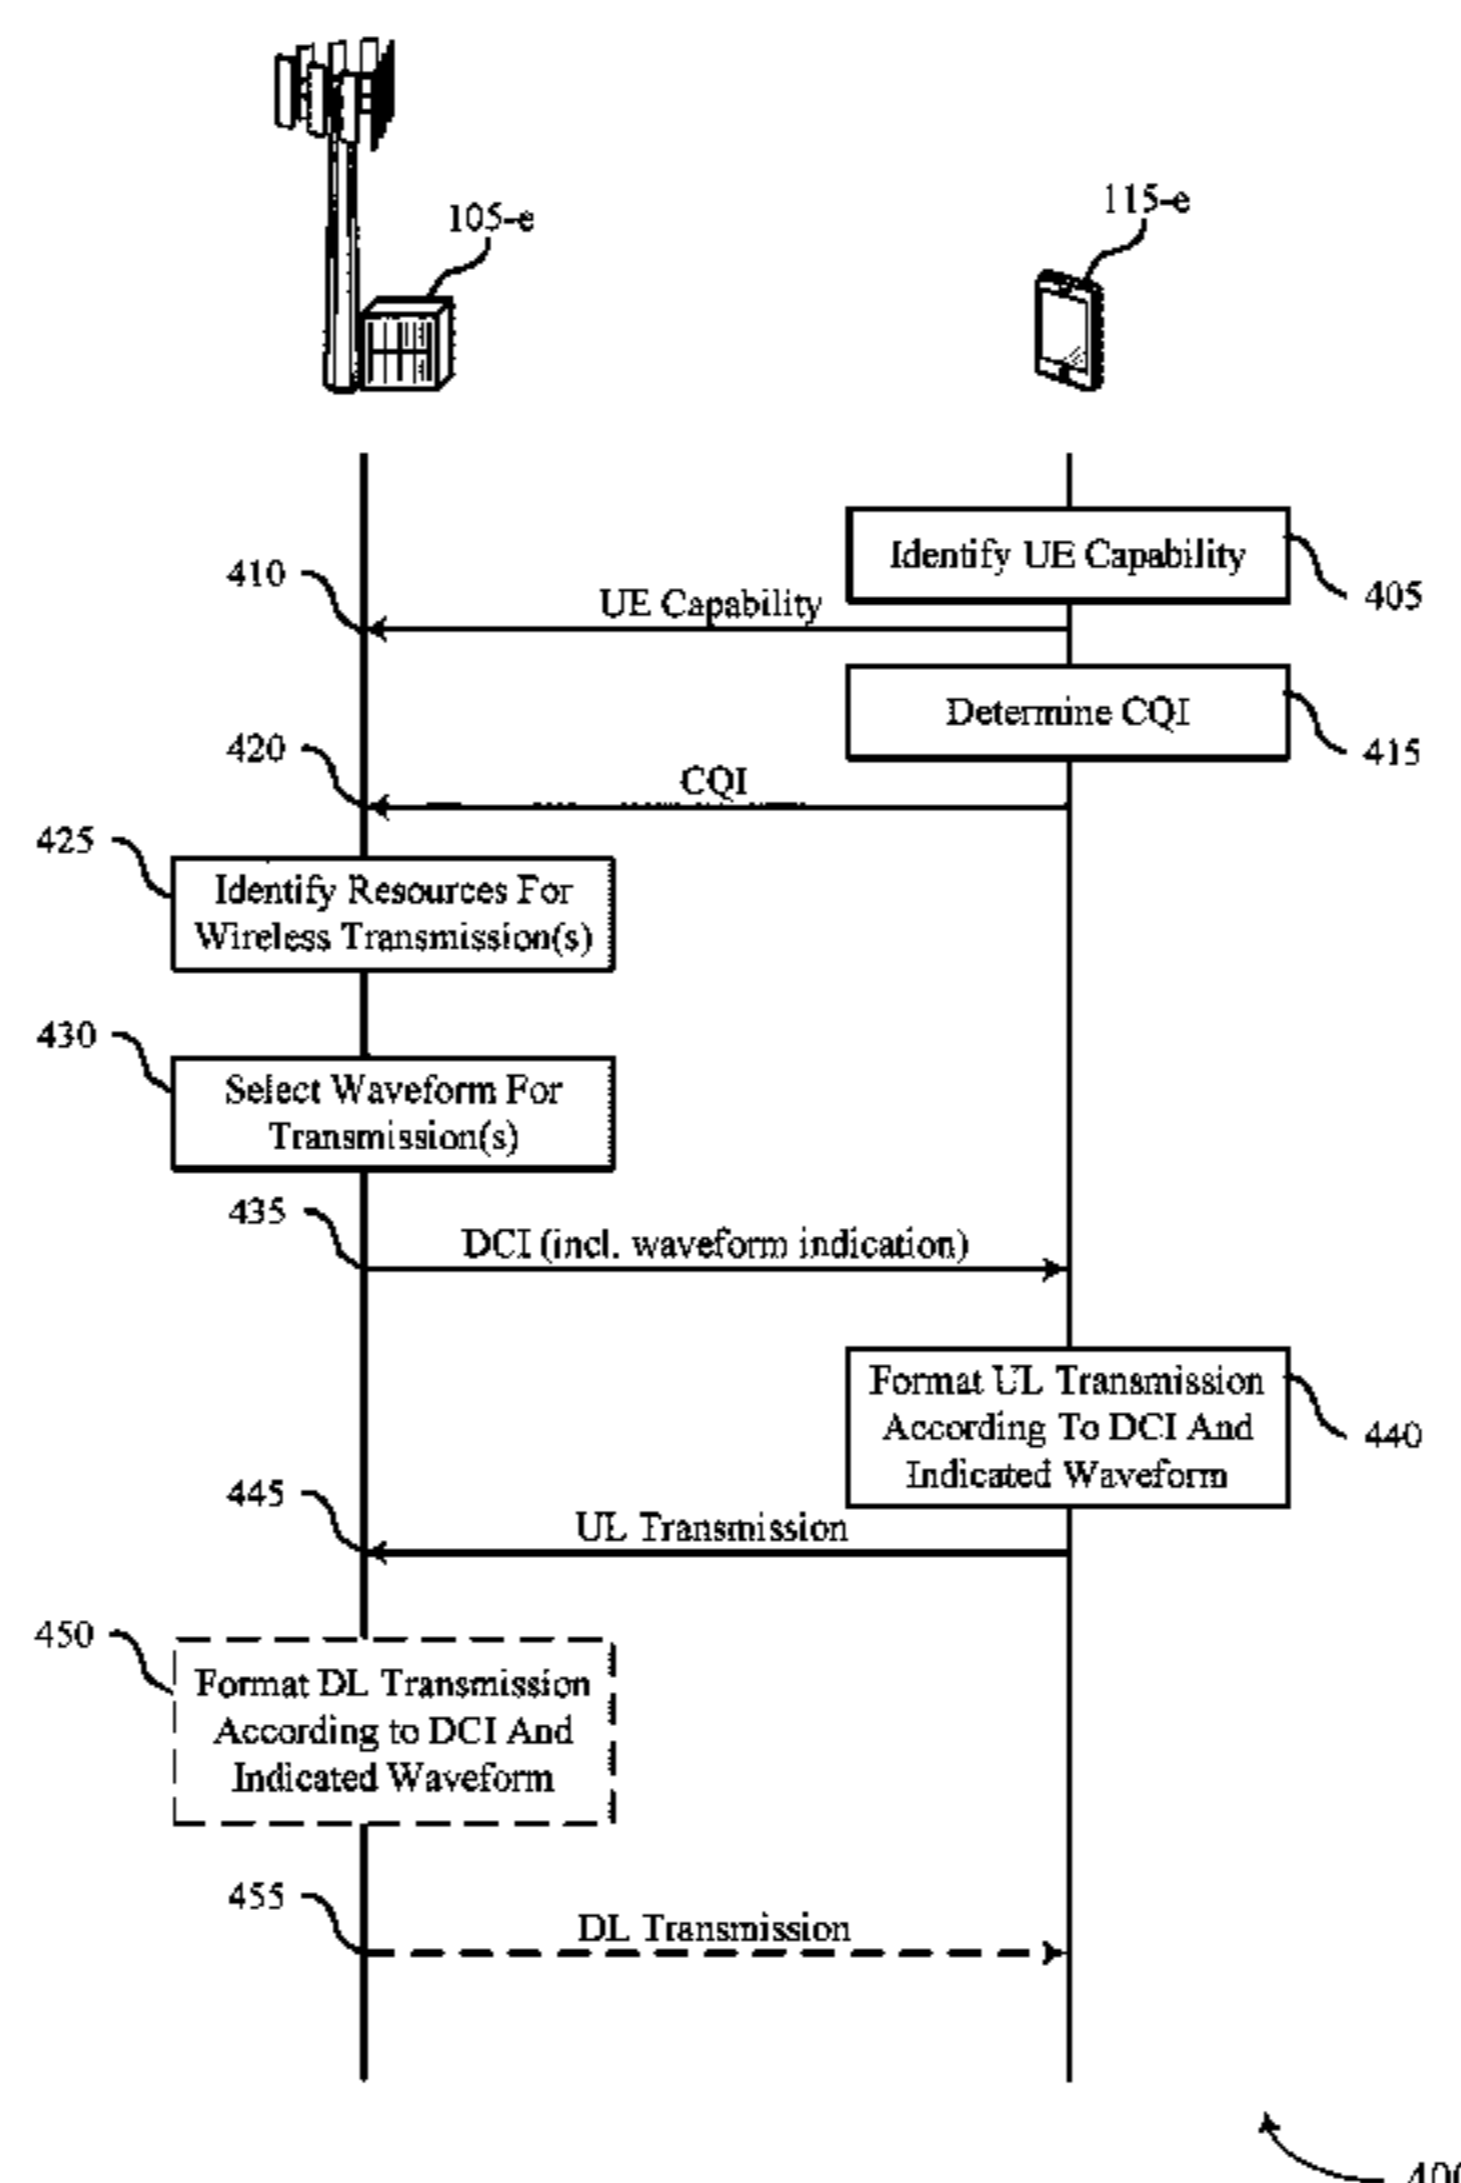 105-e
115-e
Identify UE Capability
405
410
UE Capability
Determine CQI
415
420
CQI
425
Identify Resources For
Wireless Transmission(s)
430
Select Waveform For
Transmission(s)
435
DCI (incl. waveform indication)
Format UL Transmission
According To DCI And
Indicated Waveform
440
445
UL Transmission
450
Format DL Transmission
According to DCI And
Indicated Waveform
455
DL Transmission
400